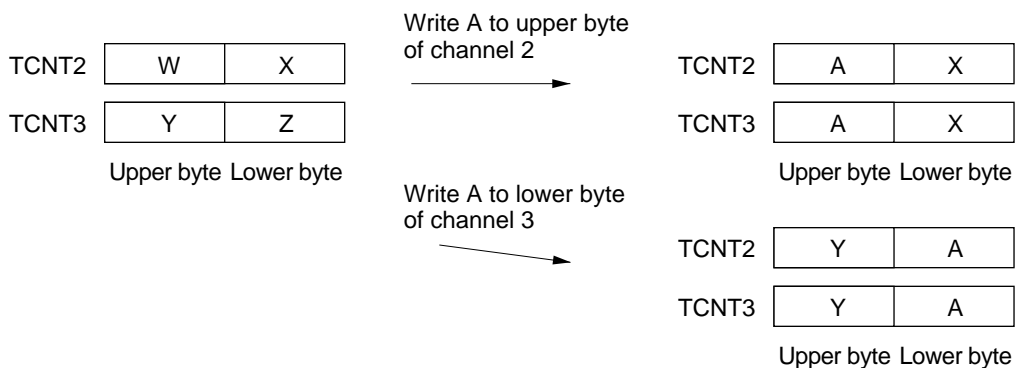 Write A to upper byte
of channel 2
TCNT2 W X
TCNT3 Y Z
Upper byte Lower byte
TCNT2 A X
TCNT3 A X
Upper byte Lower byte
Write A to lower byte
of channel 3
TCNT2 Y A
TCNT3 Y A
Upper byte Lower byte